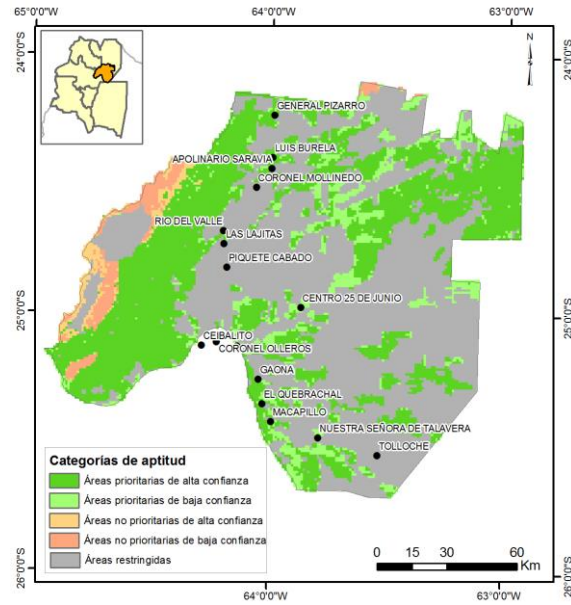 65°0'0"W
64°0'0"W
63°0'0"W
24°0'0"S
24°0'0"S
N
GENERAL PIZARRO
LUIS BURELA
APOLINARIO SARAVIA
CORONEL MOLLINEDO
RIO DEL VALLE
LAS LAJITAS
PIQUETE CABADO
CENTRO 25 DE JUNIO
25°0'0"S
25°0'0"S
CEIBALITO
CORONEL OLLEROS
GAONA
EL QUEBRACHAL
MACAPILLO
NUESTRA SEÑORA DE TALAVERA
TOLLOCHE
Categorías de aptitud
Áreas prioritarias de alta confianza
Áreas prioritarias de baja confianza
Áreas no prioritarias de alta confianza
Áreas no prioritarias de baja confianza
Áreas restringidas
0 15 30 60
Km
26°0'0"S
26°0'0"S
64°0'0"W
63°0'0"W